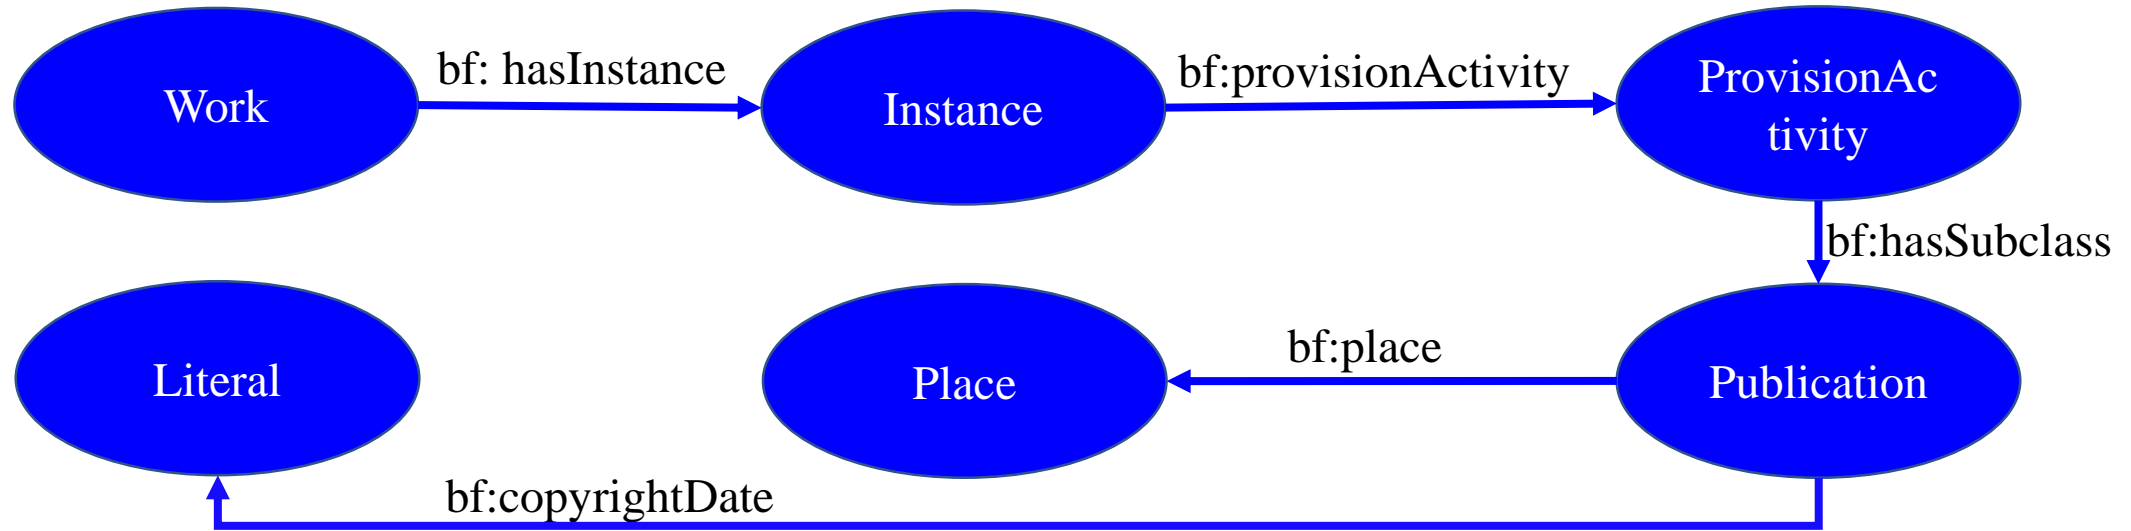 Work
bf: hasInstance
Instance
bf:provisionActivity
ProvisionAc
tivity
bf:hasSubclass
Literal
Place
bf:place
Publication
bf:copyrightDate